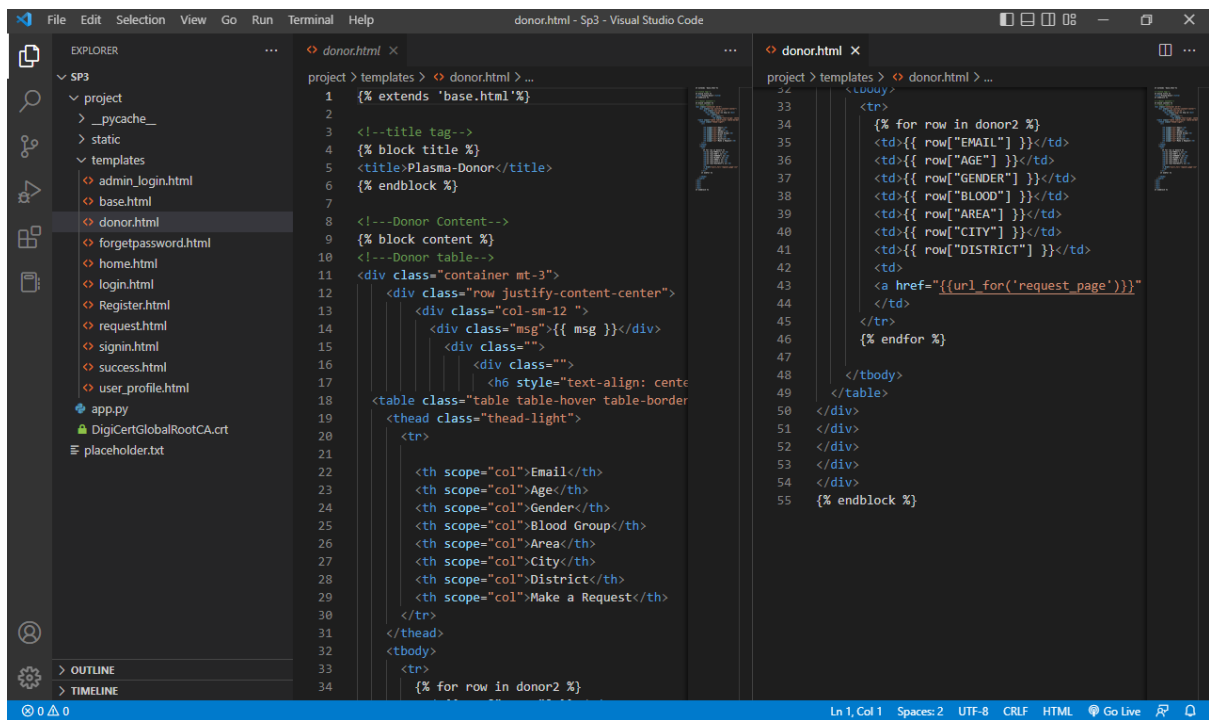 File Edit Selection View Go Run Terminal Help
donor.html - Sp3 - Visual Studio Code
EXPLORER
SP3
project
__pycache__
static
templates
admin_login.html
base.html
donor.html
forgetpassword.html
home.html
login.html
Register.html
request.html
signin.html
success.html
user_profile.html
app.py
DigiCertGlobalRootCA.crt
placeholder.txt
OUTLINE
TIMELINE
donor.html
project > templates > donor.html > ...
1 {% extends 'base.html'%}
2
3 <!--title tag-->
4 {% block title %}
5 <title>Plasma-Donor</title>
6 {% endblock %}
7
8 <!---Donor Content-->
9 {% block content %}
10 <!---Donor table-->
11 <div class="container mt-3">
12 <div class="row justify-content-center">
13 <div class="col-sm-12 ">
14 <div class="msg">{{ msg }}</div>
15 <div class="">
16 <div class="">
17 <h6 style="text-align: cente
18 <table class="table table-hover table-border
19 <thead class="thead-light">
20 <tr>
21
22 <th scope="col">Email</th>
23 <th scope="col">Age</th>
24 <th scope="col">Gender</th>
25 <th scope="col">Blood Group</th>
26 <th scope="col">Area</th>
27 <th scope="col">City</th>
28 <th scope="col">District</th>
29 <th scope="col">Make a Request</th>
30 </tr>
31 </thead>
32 <tbody>
33 <tr>
34 {% for row in donor2 %}
donor.html
project > templates > donor.html > ...
32 <tbody>
33 <tr>
34 {% for row in donor2 %}
35 <td>{{ row["EMAIL"] }}</td>
36 <td>{{ row["AGE"] }}</td>
37 <td>{{ row["GENDER"] }}</td>
38 <td>{{ row["BLOOD"] }}</td>
39 <td>{{ row["AREA"] }}</td>
40 <td>{{ row["CITY"] }}</td>
41 <td>{{ row["DISTRICT"] }}</td>
42 <td>
43 <a href="{{url_for('request_page')}}"
44 </td>
45 </tr>
46 {% endfor %}
47
48 </tbody>
49 </table>
50 </div>
51 </div>
52 </div>
53 </div>
54 </div>
55 {% endblock %}
0 0 Ln 1, Col 1 Spaces: 2 UTF-8 CRLF HTML Go Live